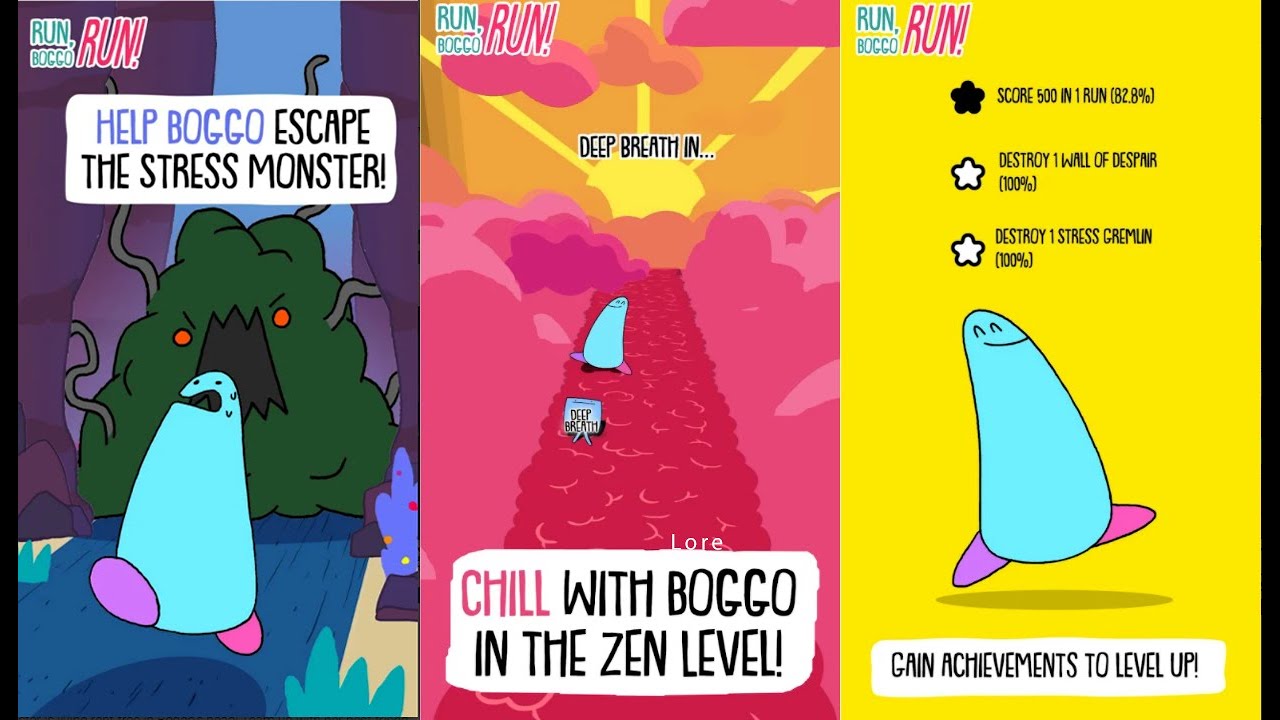 RUN,
BOGGO RUN!
HELP BOGGO ESCAPE
THE STRESS MONSTER!
RUN,
BOGGO RUN!
DEEP BREATH IN...
DEEP
BREATH
Lore
CHILL WITH BOGGO
IN THE ZEN LEVEL!
RUN,
BOGGO RUN!
SCORE 500 IN 1 RUN (82.8%)
DESTROY 1 WALL OF DESPAIR
(100%)
DESTROY 1 STRESS GREMLIN
(100%)
GAIN ACHIEVEMENTS TO LEVEL UP!